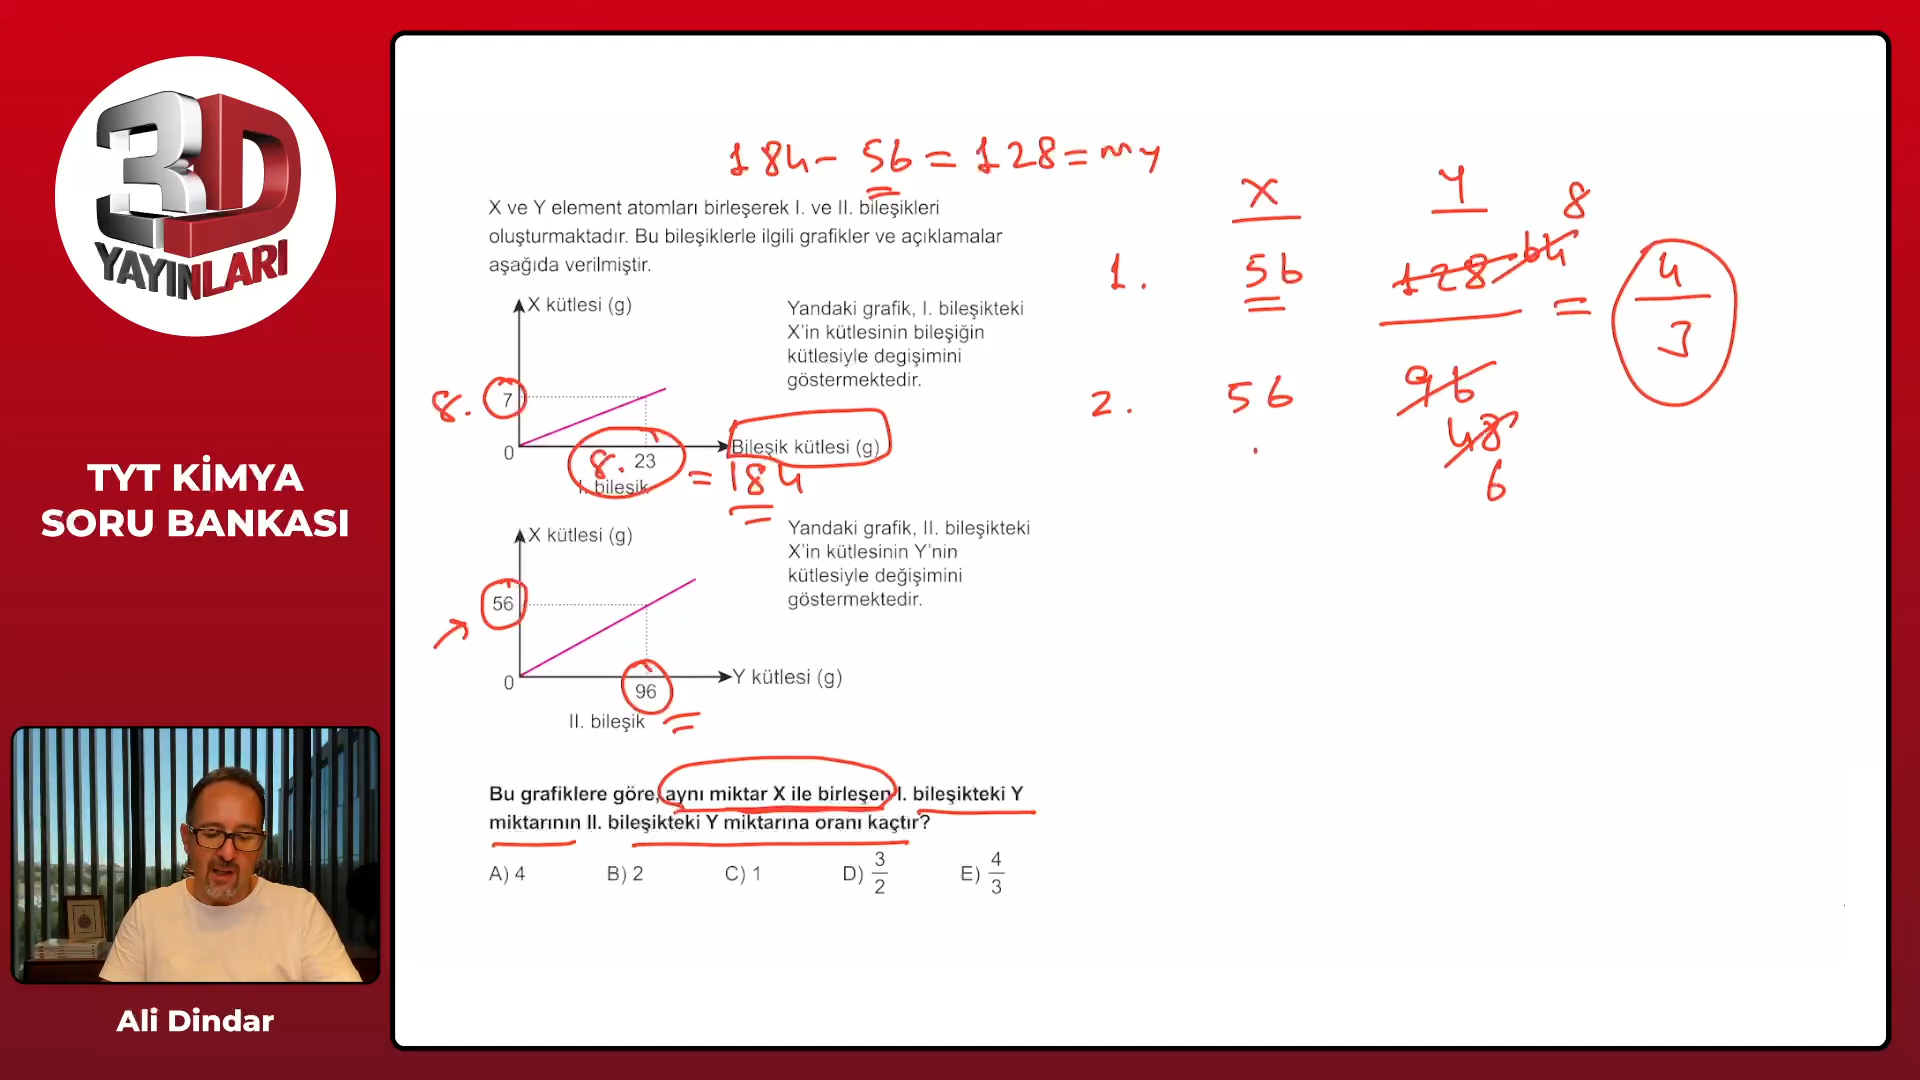 3D
YAYINLARI
TYT KİMYA
SORU BANKASI
Ali Dindar
184 - 56 = 128 = my
X ve Y element atomları birleşerek I. ve II. bileşikleri
oluşturmaktadır. Bu bileşiklerle ilgili grafikler ve açıklamalar
aşağıda verilmiştir.
X kütlesi (g)
8. 7
0
8. 23
Bileşik kütlesi (g)
I. bileşik
= 184
Yandaki grafik, I. bileşikteki
X'in kütlesinin bileşiğin
kütlesiyle degişimini
göstermektedir.
X kütlesi (g)
56
0
96
Y kütlesi (g)
II. bileşik
Yandaki grafik, II. bileşikteki
X'in kütlesinin Y'nin
kütlesiyle değişimini
göstermektedir.
Bu grafiklere göre, aynı miktar X ile birleşen I. bileşikteki Y
miktarının II. bileşikteki Y miktarına oranı kaçtır?
A) 4 B) 2 C) 1 D) 3/2 E) 4/3
X Y 8
1. 56 128 64 = 4/3
2. 56 96
48
6